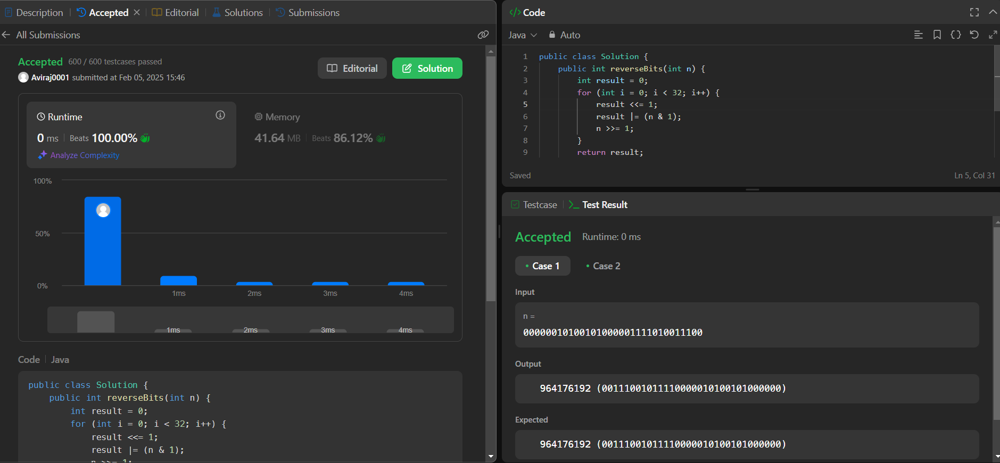 Description
Accepted
Editorial
Solutions
Submissions
All Submissions
Accepted 600 / 600 testcases passed
Aviraj0001 submitted at Feb 05, 2025 15:46
Editorial
Solution
Runtime
0 ms | Beats 100.00%
Analyze Complexity
Memory
41.64 MB | Beats 86.12%
100%
50%
0%
1ms
2ms
3ms
4ms
1ms
2ms
3ms
4ms
Code | Java
public class Solution {
public int reverseBits(int n) {
int result = 0;
for (int i = 0; i < 32; i++) {
result <<= 1;
result |= (n & 1);
n >>= 1;
</> Code
Java
Auto
1 public class Solution {
2 public int reverseBits(int n) {
3 int result = 0;
4 for (int i = 0; i < 32; i++) {
5 result <<= 1;
6 result |= (n & 1);
7 n >>= 1;
8 }
9 return result;
Saved
Ln 5, Col 31
Testcase
Test Result
Accepted Runtime: 0 ms
Case 1
Case 2
Input
n =
00000010100101000001111010011100
Output
964176192 (00111001011110000010100101000000)
Expected
964176192 (00111001011110000010100101000000)